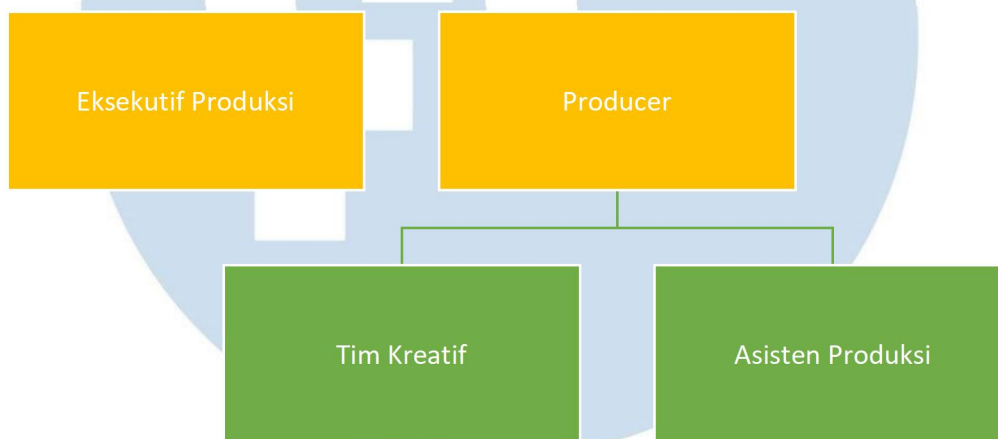 Eksekutif Produksi
Producer
Tim Kreatif
Asisten Produksi